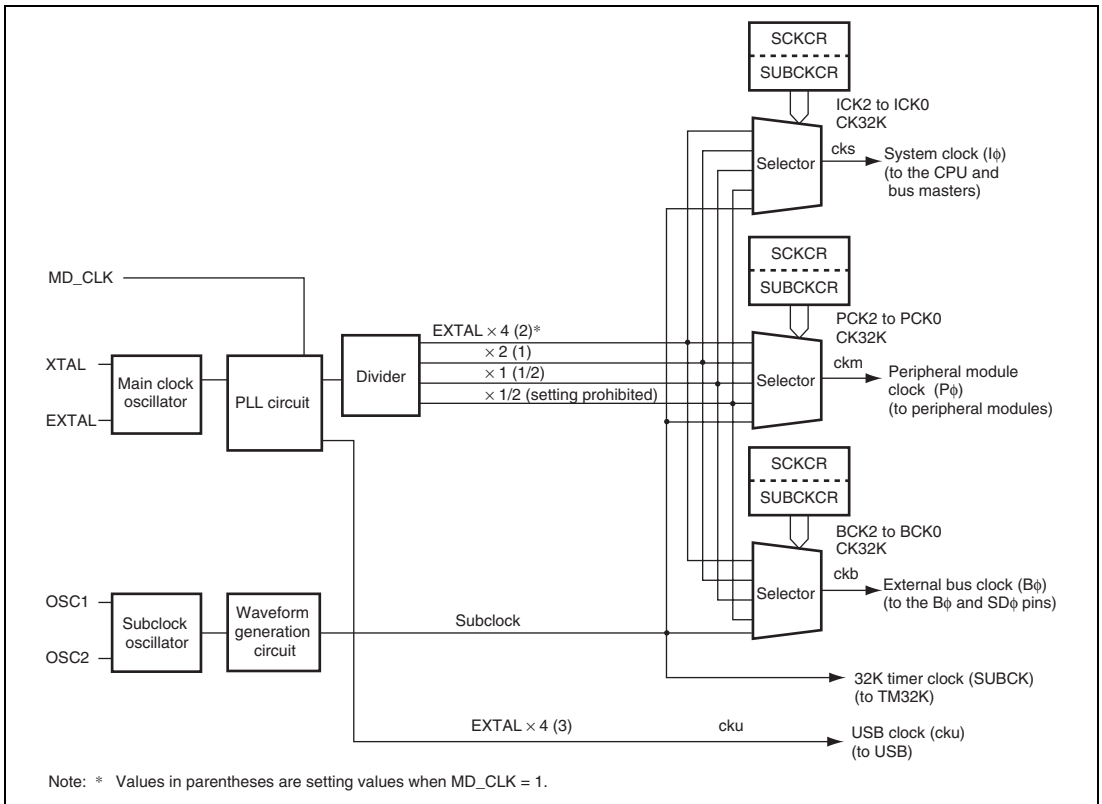 SCKCR
SUBCKCR
ICK2 to ICK0
CK32K
Selector
cks
System clock (Iϕ)
(to the CPU and
bus masters)
MD_CLK
SCKCR
SUBCKCR
PCK2 to PCK0
CK32K
EXTAL × 4 (2)*
× 2 (1)
× 1 (1/2)
× 1/2 (setting prohibited)
XTAL
EXTAL
Main clock
oscillator
PLL circuit
Divider
Selector
ckm
Peripheral module
clock (Pϕ)
(to peripheral modules)
SCKCR
SUBCKCR
BCK2 to BCK0
CK32K
Selector
ckb
External bus clock (Bϕ)
(to the Bϕ and SDϕ pins)
OSC1
OSC2
Subclock
oscillator
Waveform
generation
circuit
Subclock
32K timer clock (SUBCK)
(to TM32K)
EXTAL × 4 (3)
cku
USB clock (cku)
(to USB)
Note: * Values in parentheses are setting values when MD_CLK = 1.